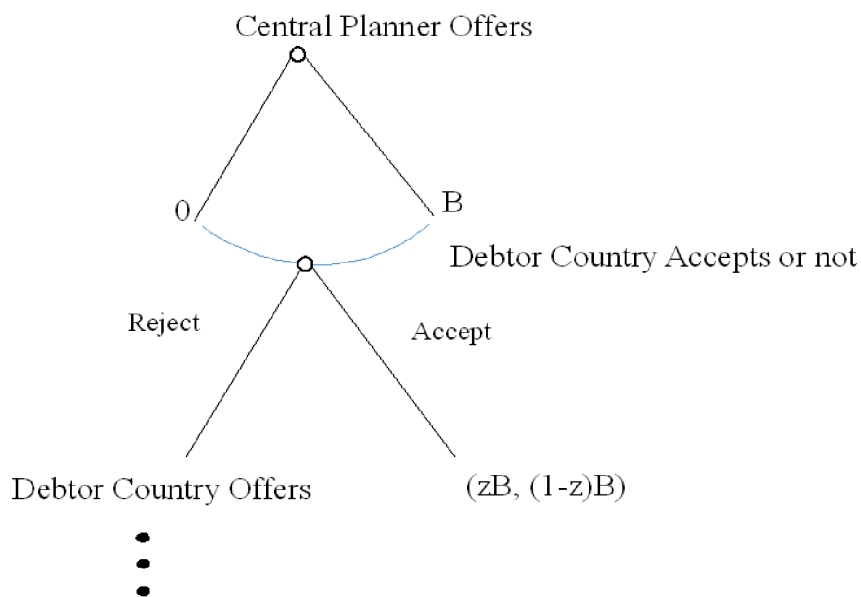 Central Planner Offers
0
B
Debtor Country Accepts or not
Reject
Accept
Debtor Country Offers
(zB, (1-z)B)